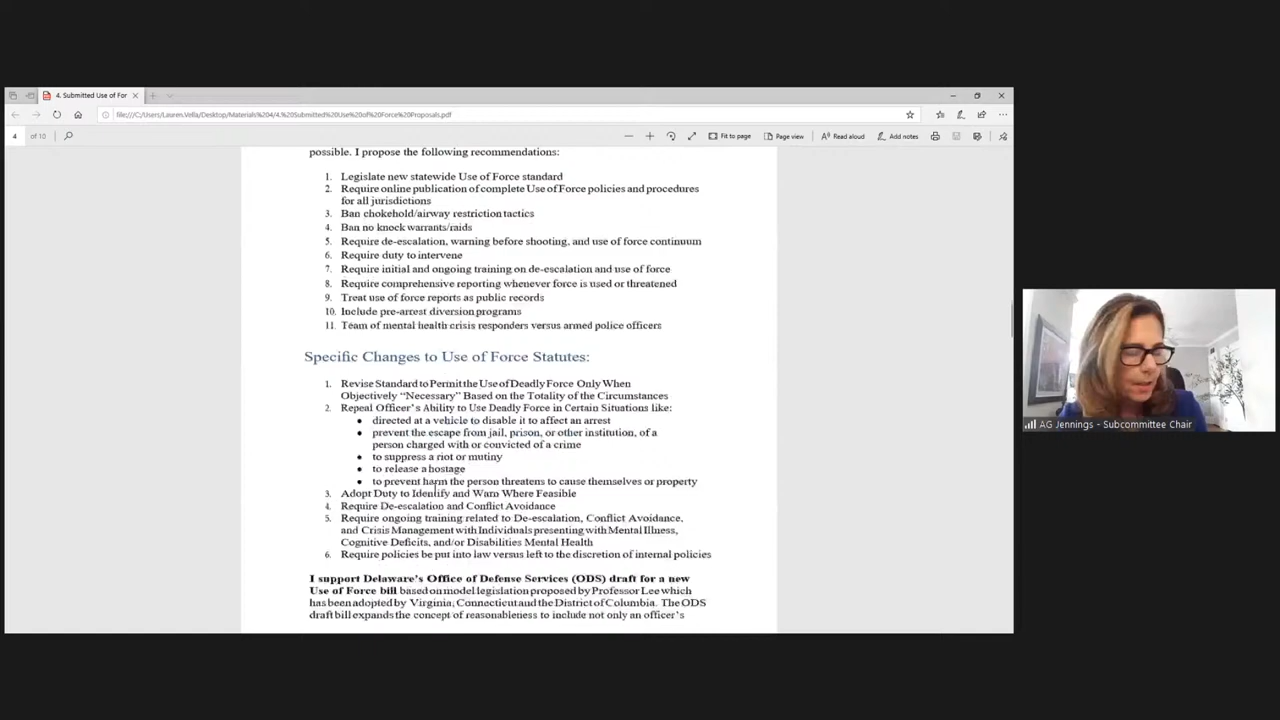 4. Submitted Use of For
file:///C:/Users/Lauren.Vella/Desktop/Materials%204/4.%20Submitted%20Use%20of%20Force%20Proposals.pdf
4 of 10
Fit to page
Page view
Read aloud
Add notes
possible. I propose the following recommendations:
1. Legislate new statewide Use of Force standard
2. Require online publication of complete Use of Force policies and procedures
for all jurisdictions
3. Ban chokehold/airway restriction tactics
4. Ban no knock warrants/raids
5. Require de-escalation, warning before shooting, and use of force continuum
6. Require duty to intervene
7. Require initial and ongoing training on de-escalation and use of force
8. Require comprehensive reporting whenever force is used or threatened
9. Treat use of force reports as public records
10. Include pre-arrest diversion programs
11. Team of mental health crisis responders versus armed police officers
Specific Changes to Use of Force Statutes:
1. Revise Standard to Permit the Use of Deadly Force Only When
Objectively “Necessary” Based on the Totality of the Circumstances
2. Repeal Officer’s Ability to Use Deadly Force in Certain Situations like:
• directed at a vehicle to disable it to affect an arrest
• prevent the escape from jail, prison, or other institution, of a
person charged with or convicted of a crime
• to suppress a riot or mutiny
• to release a hostage
• to prevent harm the person threatens to cause themselves or property
3. Adopt Duty to Identify and Warn Where Feasible
4. Require De-escalation and Conflict Avoidance
5. Require ongoing training related to De-escalation, Conflict Avoidance,
and Crisis Management with Individuals presenting with Mental Illness,
Cognitive Deficits, and/or Disabilities Mental Health
6. Require policies be put into law versus left to the discretion of internal policies
I support Delaware’s Office of Defense Services (ODS) draft for a new
Use of Force bill based on model legislation proposed by Professor Lee which
has been adopted by Virginia, Connecticut and the District of Columbia. The ODS
draft bill expands the concept of reasonableness to include not only an officer’s
AG Jennings - Subcommittee Chair